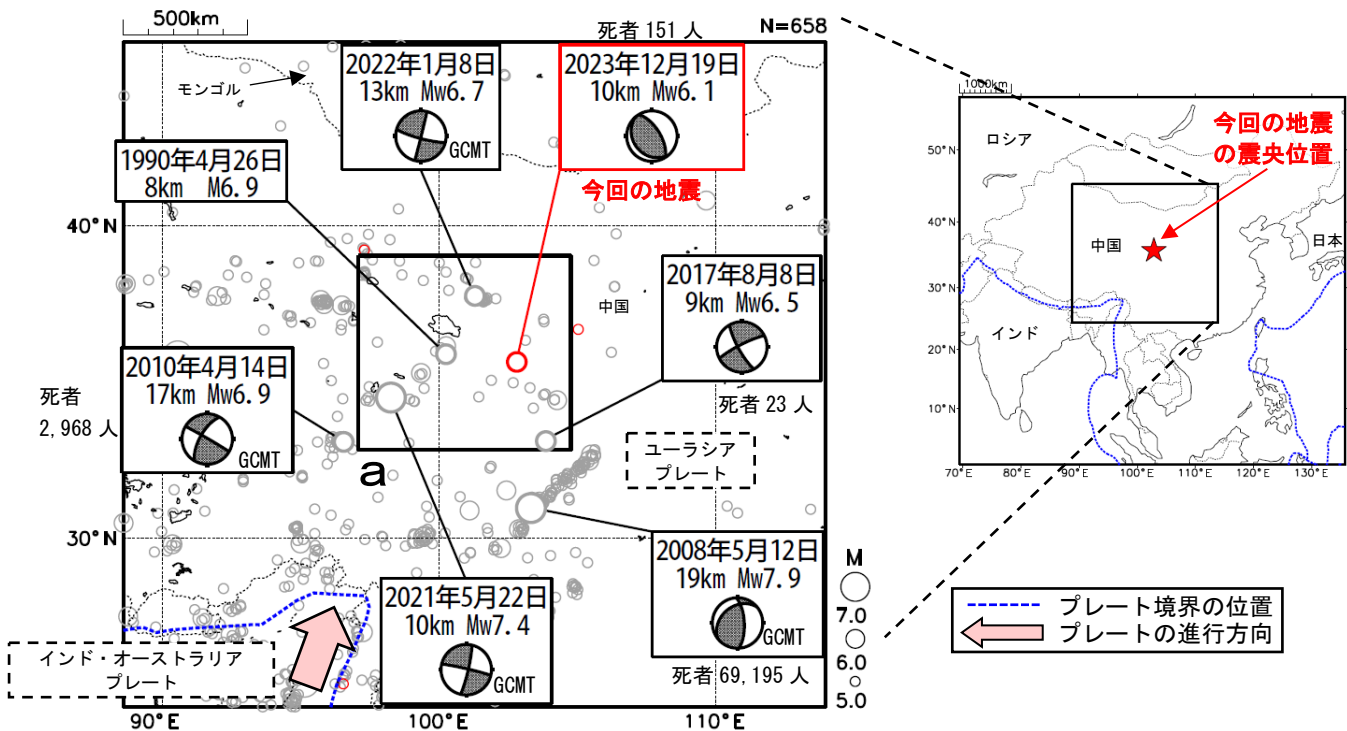 500km
死者 151 人
N=658
モンゴル
2022年1月8日
13km Mw6.7
GCMT
2023年12月19日
10km Mw6.1
今回の地震
1990年4月26日
8km M6.9
40°N
2017年8月8日
9km Mw6.5
死者 23 人
中国
2010年4月14日
17km Mw6.9
GCMT
死者
2,968 人
a
ユーラシア
プレート
30°N
2008年5月12日
19km Mw7.9
GCMT
死者 69,195 人
2021年5月22日
10km Mw7.4
GCMT
インド・オーストラリア
プレート
M
7.0
6.0
5.0
90°E
100°E
110°E
1000km
ロシア
今回の地震
の震央位置
50°N
40°N
中国
日本
30°N
インド
20°N
10°N
70°E
80°E
90°E
100°E
110°E
120°E
130°E
プレート境界の位置
プレートの進行方向